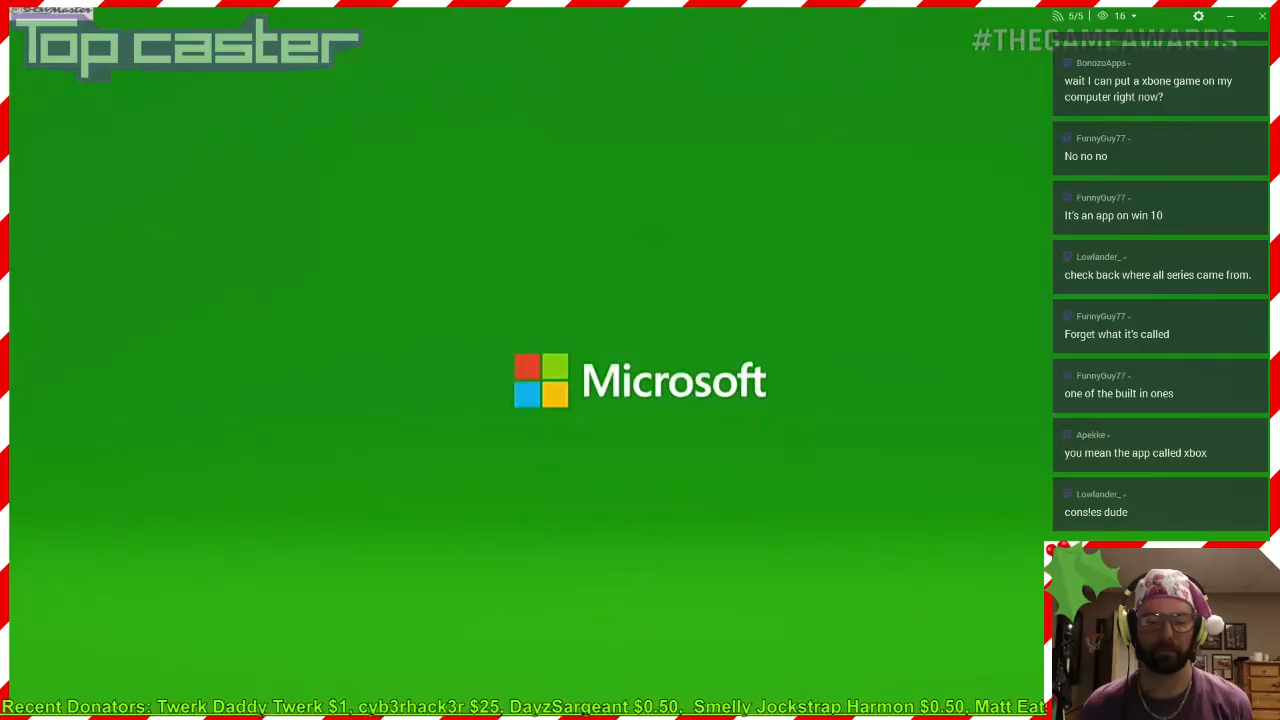 ShowMaster
Top caster
5/5 | 16
#THEGAMEAWARDS
BonozoApps
wait I can put a xbone game on my
computer right now?
FunnyGuy77
No no no
FunnyGuy77
It's an app on win 10
Lowlander_
check back where all series came from.
FunnyGuy77
Forget what it's called
FunnyGuy77
one of the built in ones
Apekke
you mean the app called xbox
Lowlander_
cons!es dude
Microsoft
Recent Donators: Twerk Daddy Twerk $1, cyb3rhack3r $25, DayzSargeant $0.50, Smelly Jockstrap Harmon $0.50, Matt Eat